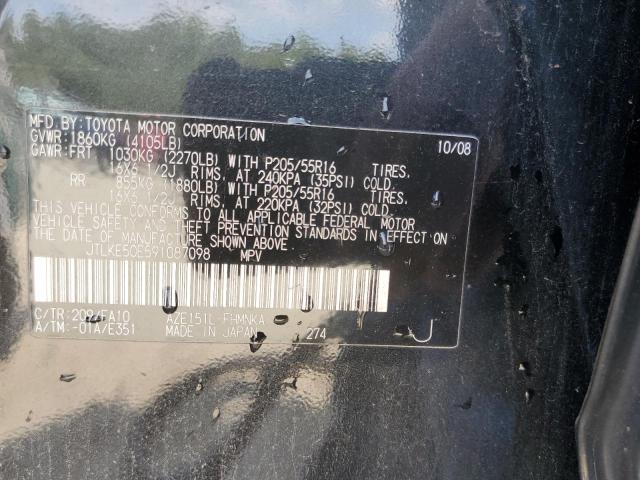 MFD. BY: TOYOTA MOTOR CORPORATION 10/08
GVWR: 1860KG (4105LB)
GAWR: FRT 1030KG (2270LB) WITH P205/55R16 TIRES,
16X6 1/2J RIMS, AT 240KPA (35PSI) COLD.
RR 855KG (1880LB) WITH P205/55R16 TIRES,
16X6 1/2J RIMS, AT 220KPA (32PSI) COLD.
THIS VEHICLE CONFORMS TO ALL APPLICABLE FEDERAL MOTOR
VEHICLE SAFETY AND THEFT PREVENTION STANDARDS IN EFFECT ON
THE DATE OF MANUFACTURE SHOWN ABOVE.
JTLKE50E591087098 MPV
C/TR: 209/FA10 AZE151L-FHMNKA
A/TM: -01A/E351 MADE IN JAPAN 274 J